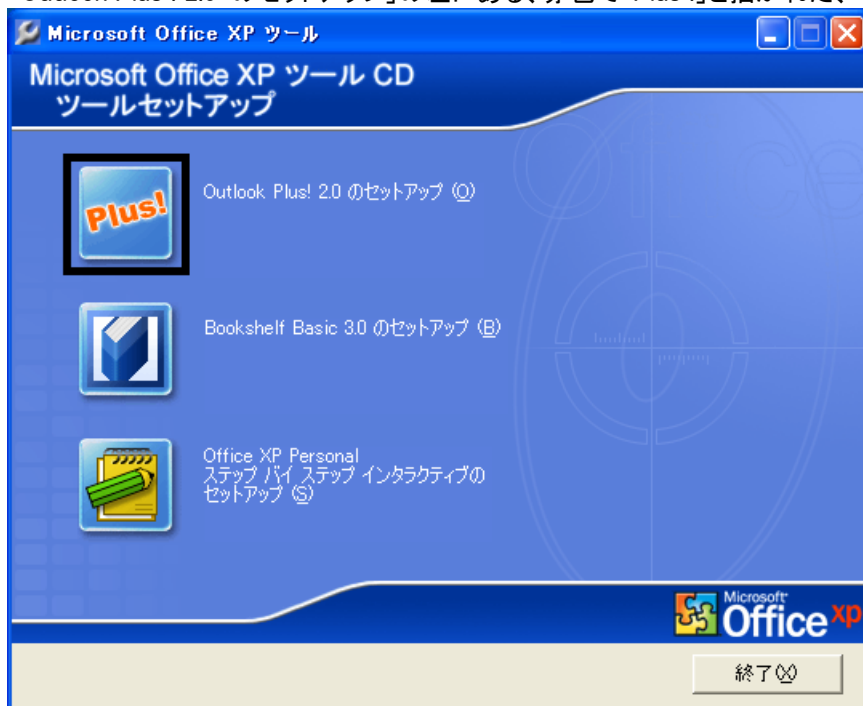 Microsoft Office XP ツール
Microsoft Office XP ツール CD
ツールセットアップ
Plus!
Outlook Plus! 2.0 のセットアップ (O)
Bookshelf Basic 3.0 のセットアップ (B)
Office XP Personal
ステップ バイ ステップ インタラクティブの
セットアップ (S)
Office
Microsoft
Office xp
終了(X)